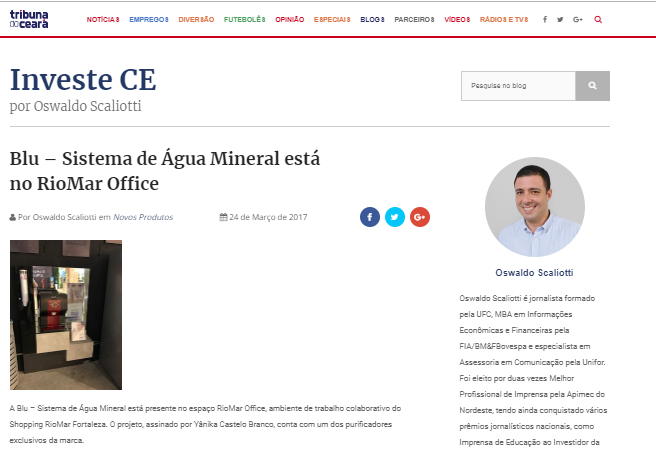 tribuna
do ceará
NOTÍCIAS EMPREGOS DIVERSÃO FUTEBOLÊS OPINIÃO ESPECIAIS BLOGS PARCEIROS VÍDEOS RÁDIOS E TVS
Investe CE
por Oswaldo Scaliotti
Pesquise no blog
Blu – Sistema de Água Mineral está
no RioMar Office
Por Oswaldo Scaliotti em Novos Produtos
24 de Março de 2017
A Blu – Sistema de Água Mineral está presente no espaço RioMar Office, ambiente de trabalho colaborativo do
Shopping RioMar Fortaleza. O projeto, assinado por Yânika Castelo Branco, conta com um dos purificadores
exclusivos da marca.
Oswaldo Scaliotti
Oswaldo Scaliotti é jornalista formado
pela UFC, MBA em Informações
Econômicas e Financeiras pela
FIA/BM&FBovespa e especialista em
Assessoria em Comunicação pela Unifor.
Foi eleito por duas vezes Melhor
Profissional de Imprensa pela Apimec do
Nordeste, tendo ainda conquistado vários
prêmios jornalísticos nacionais, como
Imprensa de Educação ao Investidor da